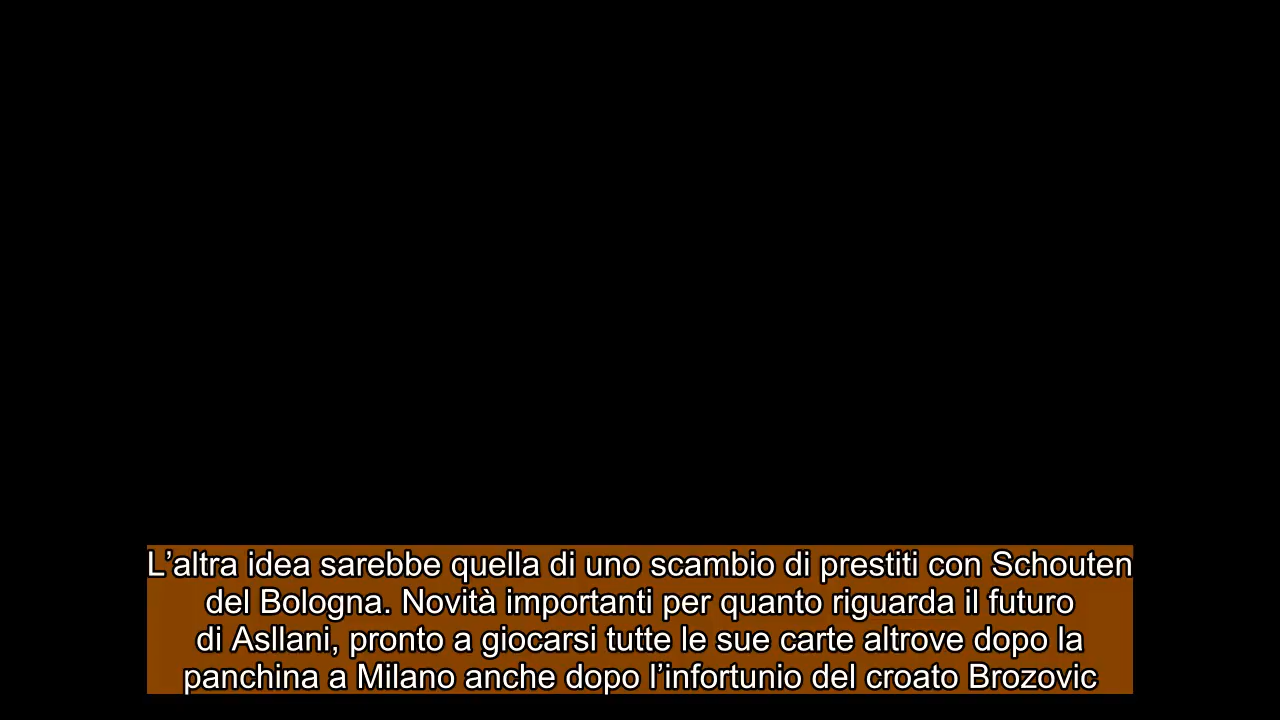 L’altra idea sarebbe quella di uno scambio di prestiti con Schouten
del Bologna. Novità importanti per quanto riguarda il futuro
di Asllani, pronto a giocarsi tutte le sue carte altrove dopo la
panchina a Milano anche dopo l’infortunio del croato Brozovic